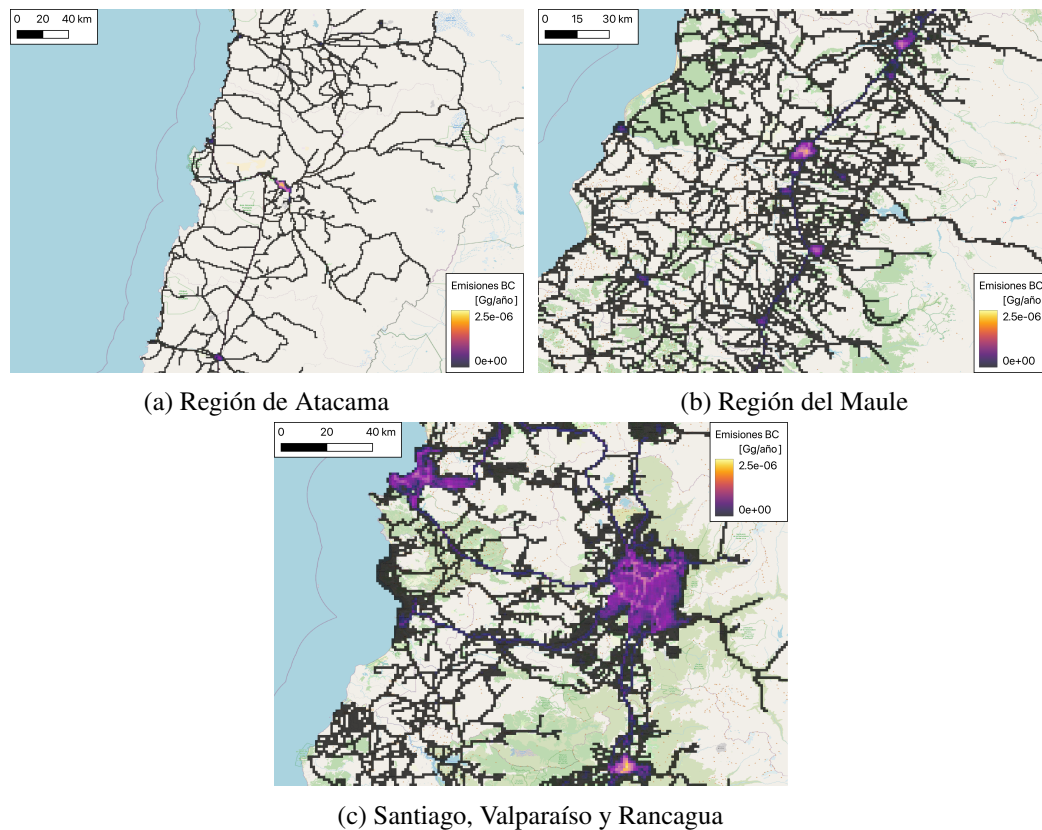 0 20 40 km
Emisiones BC
[Gg/año]
2.5e-06
0e+00
(a) Región de Atacama
0 15 30 km
Emisiones BC
[Gg/año]
2.5e-06
0e+00
(b) Región del Maule
0 20 40 km
Emisiones BC
[Gg/año]
2.5e-06
0e+00
(c) Santiago, Valparaíso y Rancagua